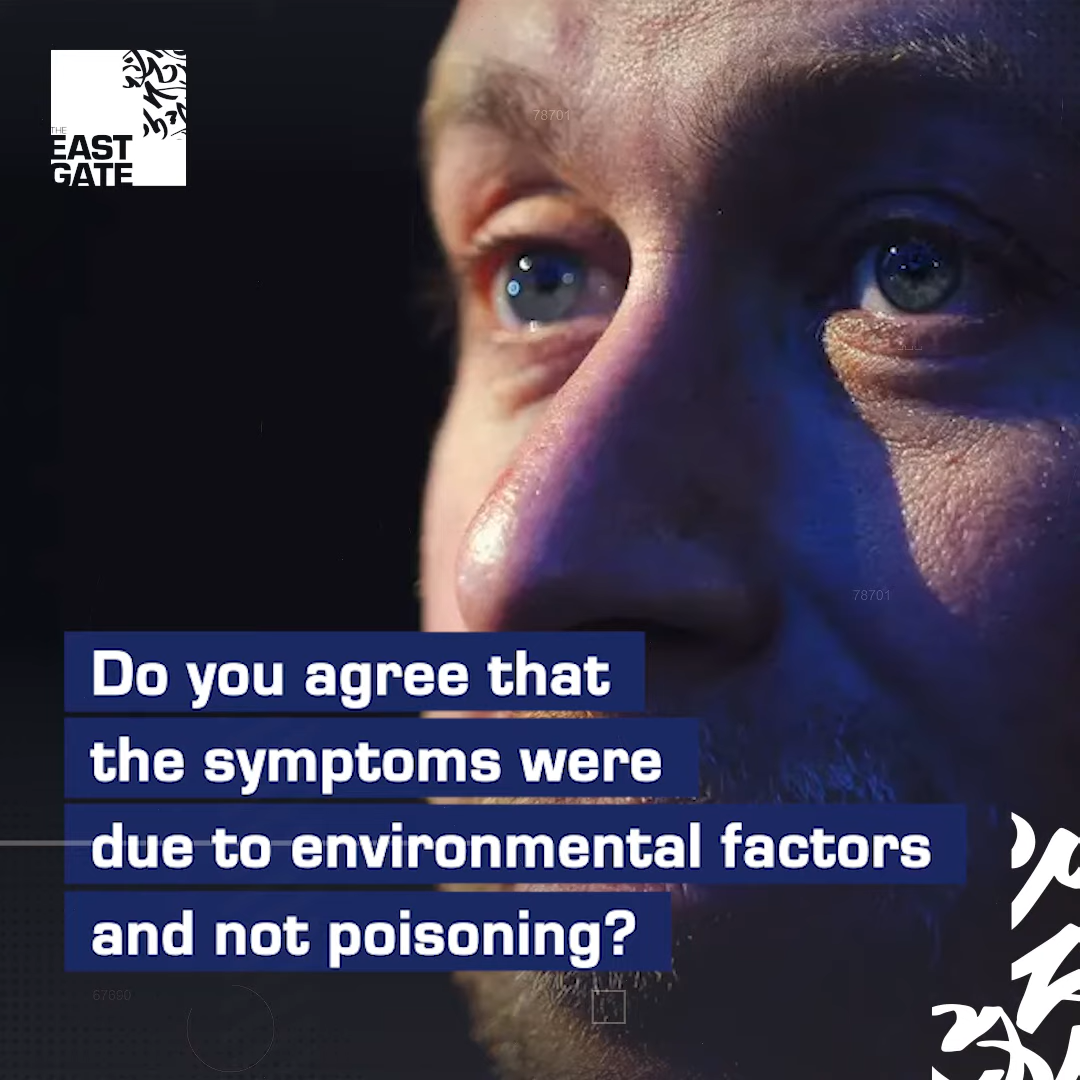 THE
EAST
GATE
78701
78701
Do you agree that
the symptoms were
due to environmental factors
and not poisoning?